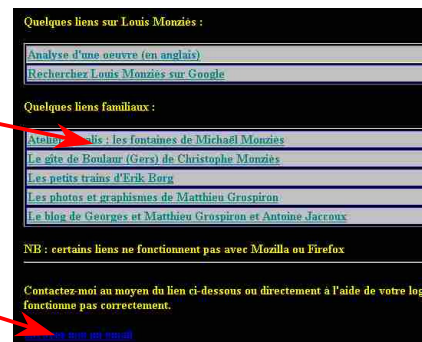 Quelques liens sur Louis Monziès :
Analyse d'une oeuvre (en anglais)
Recherchez Louis Monziès sur Google
Quelques liens familiaux :
les fontaines de Michaël Monziès
Le gîte de Boulaur (Gers) de Christophe Monziès
Les petits trains d'Erik Borg
Les photos et graphismes de Matthieu Grospiron
Le blog de Georges et Matthieu Grospiron et Antoine Jaccoux
NB : certains liens ne fonctionnent pas avec Mozilla ou Firefox
Contactez-moi au moyen du lien ci-dessous ou directement à l'aide de votre log
fonctionne pas correctement.
un email